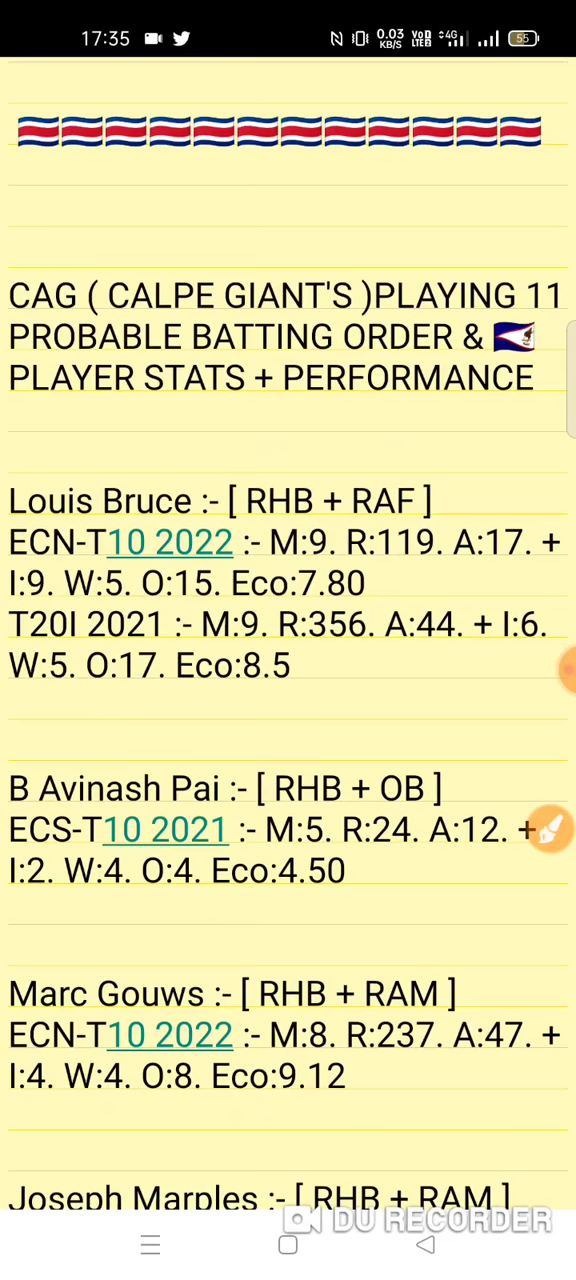 17:35
0.03 KB/S VoD LTE2 4G 55
CAG ( CALPE GIANT'S )PLAYING 11
PROBABLE BATTING ORDER &
PLAYER STATS + PERFORMANCE
Louis Bruce :- [ RHB + RAF ]
ECN-T10 2022 :- M:9. R:119. A:17. +
I:9. W:5. O:15. Eco:7.80
T20I 2021 :- M:9. R:356. A:44. + I:6.
W:5. O:17. Eco:8.5
B Avinash Pai :- [ RHB + OB ]
ECS-T10 2021 :- M:5. R:24. A:12. +
I:2. W:4. O:4. Eco:4.50
Marc Gouws :- [ RHB + RAM ]
ECN-T10 2022 :- M:8. R:237. A:47. +
I:4. W:4. O:8. Eco:9.12
Joseph Marples :- [ RHB + RAM ]
DU RECORDER